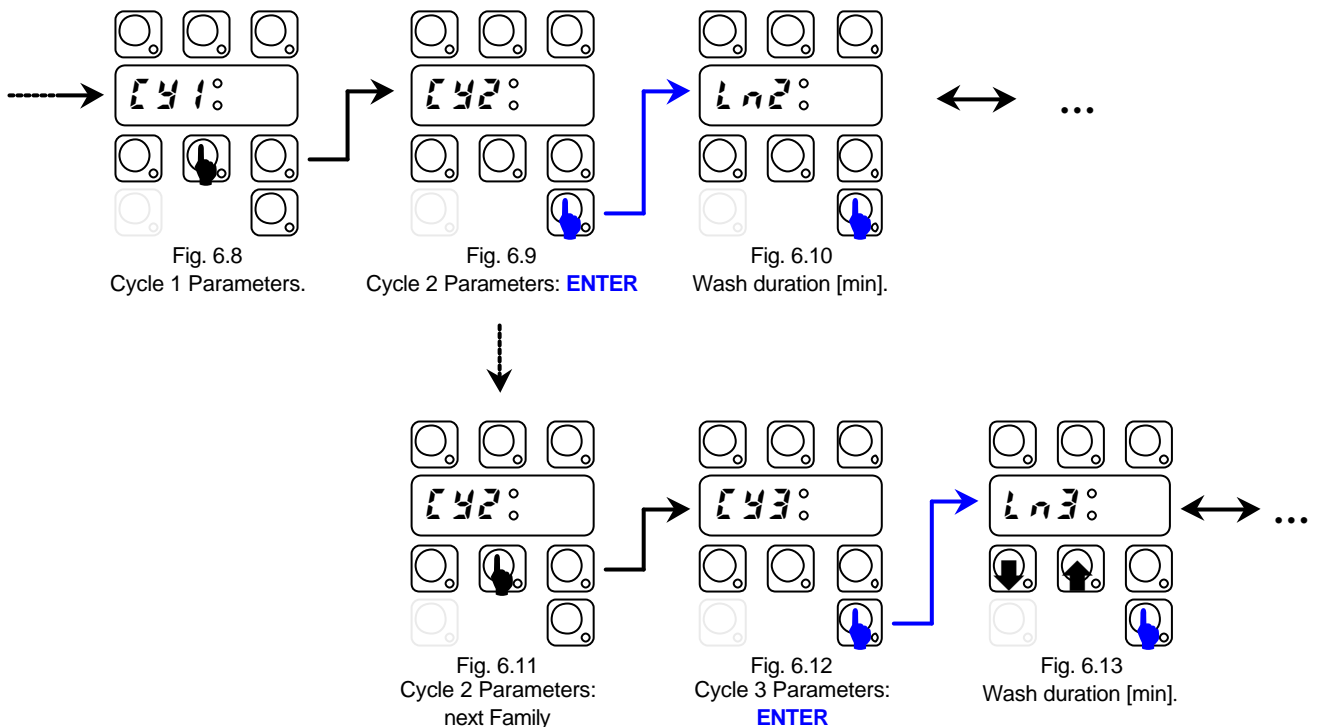 CY1:
CY2:
Ln2:
...
Fig. 6.8
Cycle 1 Parameters.
Fig. 6.9
Cycle 2 Parameters: ENTER
Fig. 6.10
Wash duration [min].
CY2:
CY3:
Ln3:
...
Fig. 6.11
Cycle 2 Parameters:
next Family
Fig. 6.12
Cycle 3 Parameters:
ENTER
Fig. 6.13
Wash duration [min].